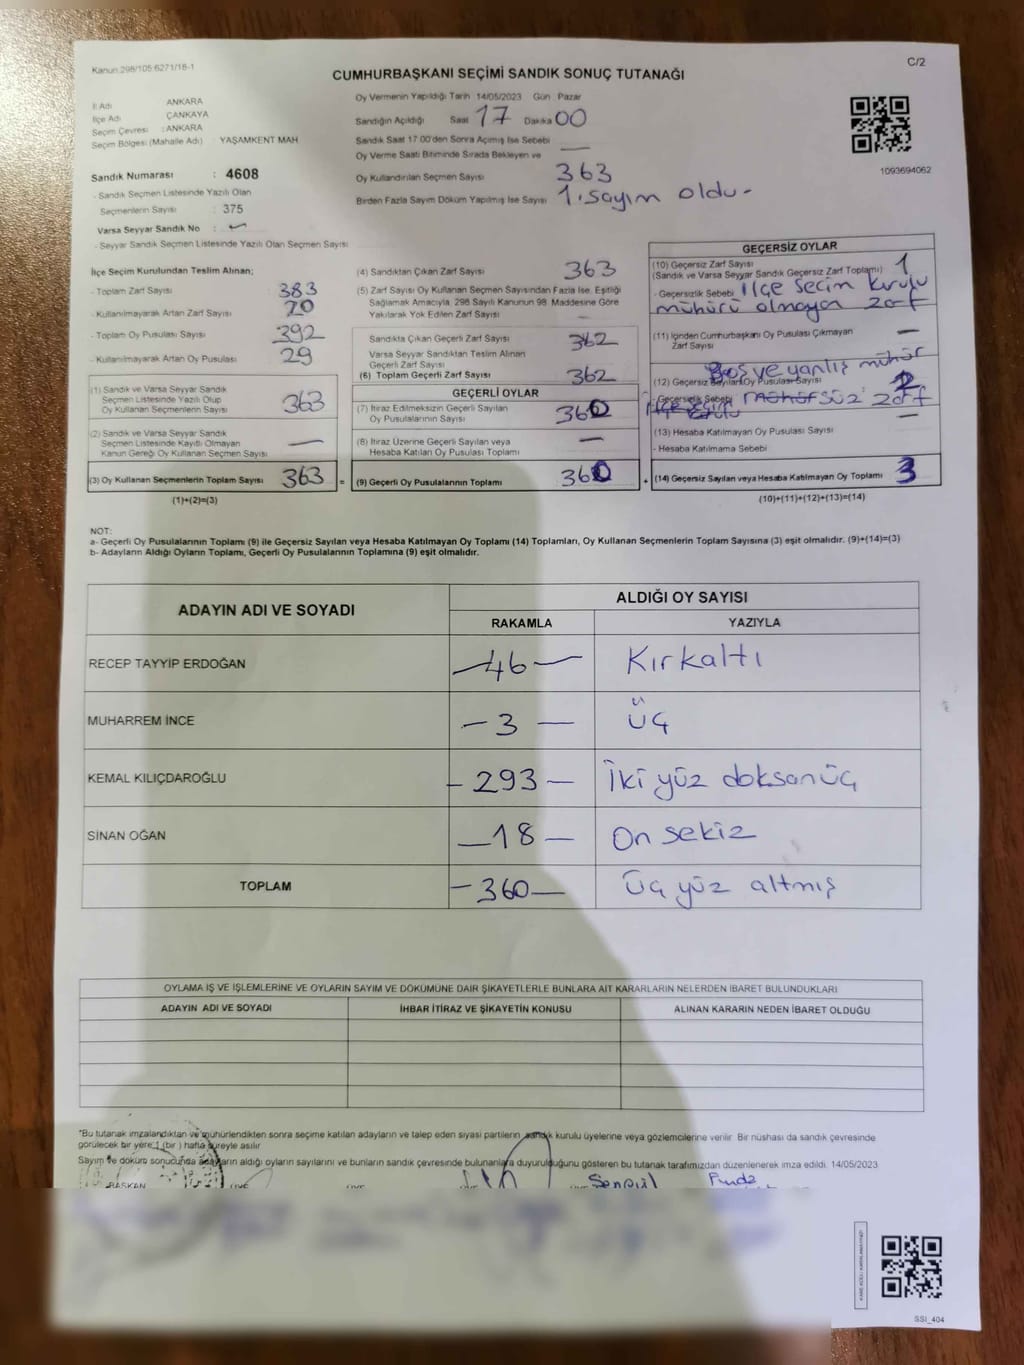 Kanun 298/105 6271/18-1
C/2
CUMHURBAŞKANI SEÇİMİ SANDIK SONUÇ TUTANAĞI
İl Adı ANKARA
İlçe Adı ÇANKAYA
Seçim Çevresi : ANKARA
Seçim Bölgesi (Mahalle Adı) YAŞAMKENT MAH
Sandık Numarası : 4608
- Sandık Seçmen Listesinde Yazılı Olan
Seçmenlerin Sayısı : 375
Varsa Seyyar Sandık No :
- Seyyar Sandık Seçmen Listesinde Yazılı Olan Seçmen Sayısı
Oy Vermenin Yapıldığı Tarih 14/05/2023 Gün Pazar
Sandığın Açıldığı Saat 17 Dakika 00
Sandık Saat 17.00'den Sonra Açılmış İse Sebebi —
Oy Verme Saati Bitiminde Sırada Bekleyen ve
Oy Kullandırılan Seçmen Sayısı 363
Birden Fazla Sayım Döküm Yapılmış İse Sayısı 1.sayım oldu-
1093694062
İlçe Seçim Kurulundan Teslim Alınan;
- Toplam Zarf Sayısı : 383
- Kullanılmayarak Artan Zarf Sayısı : 20
- Toplam Oy Pusulası Sayısı : 392
- Kullanılmayarak Artan Oy Pusulası : 29
(1) Sandık ve Varsa Seyyar Sandık
Seçmen Listesinde Yazılı Olup
Oy Kullanan Seçmenlerin Sayısı 363
(2) Sandık ve Varsa Seyyar Sandık
Seçmen Listesinde Kayıtlı Olmayan
Kanun Gereği Oy Kullanan Seçmen Sayısı —
(3) Oy Kullanan Seçmenlerin Toplam Sayısı 363 =
(1)+(2)=(3)
(4) Sandıktan Çıkan Zarf Sayısı 363
(5) Zarf Sayısı Oy Kullanan Seçmen Sayısından Fazla İse, Eşitliği
Sağlamak Amacıyla, 298 Sayılı Kanunun 98. Maddesine Göre
Yakılarak Yok Edilen Zarf Sayısı —
Sandıkta Çıkan Geçerli Zarf Sayısı 362
Varsa Seyyar Sandıktan Teslim Alınan
Geçerli Zarf Sayısı —
(6) Toplam Geçerli Zarf Sayısı 362
GEÇERLİ OYLAR
(7) İtiraz Edilmeksizin Geçerli Sayılan
Oy Pusulalarının Sayısı 360
(8) İtiraz Üzerine Geçerli Sayılan veya
Hesaba Katılan Oy Pusulası Toplamı —
(9) Geçerli Oy Pusulalarının Toplamı 360 +
GEÇERSİZ OYLAR
(10) Geçersiz Zarf Sayısı
(Sandık ve Varsa Seyyar Sandık Geçersiz Zarf Toplamı) 1
- Geçersizlik Sebebi İlçe Seçim Kurulu
mühürü olmayan zarf
(11) İçinden Cumhurbaşkanı Oy Pusulası Çıkmayan
Zarf Sayısı —
Boş ve yanlış mühür
(12) Geçersiz Sayılan Oy Pusulası Sayısı 2
- Geçersizlik Sebebi mühürsüz zarf
(13) Hesaba Katılmayan Oy Pusulası Sayısı —
- Hesaba Katılmama Sebebi
(14) Geçersiz Sayılan veya Hesaba Katılmayan Oy Toplamı 3
(10)+(11)+(12)+(13)=(14)
NOT:
a- Geçerli Oy Pusulalarının Toplamı (9) ile Geçersiz Sayılan veya Hesaba Katılmayan Oy Toplamı (14) Toplamları, Oy Kullanan Seçmenlerin Toplam Sayısına (3) eşit olmalıdır. (9)+(14)=(3)
b- Adayların Aldığı Oyların Toplamı, Geçerli Oy Pusulalarının Toplamına (9) eşit olmalıdır.
ADAYIN ADI VE SOYADI
ALDIĞI OY SAYISI
RAKAMLA YAZIYLA
RECEP TAYYİP ERDOĞAN —46— Kırkaltı
MUHARREM İNCE —3— üç
KEMAL KILIÇDAROĞLU —293— İki yüz doksanüç
SİNAN OĞAN —18— On sekiz
TOPLAM —360— üç yüz altmış
OYLAMA İŞ VE İŞLEMLERİNE VE OYLARIN SAYIM VE DÖKÜMÜNE DAİR ŞİKAYETLERLE BUNLARA AİT KARARLARIN NELERDEN İBARET BULUNDUKLARI
ADAYIN ADI VE SOYADI İHBAR İTİRAZ VE ŞİKAYETİN KONUSU ALINAN KARARIN NEDEN İBARET OLDUĞU
*Bu tutanak imzalandıktan ve mühürlendikten sonra seçime katılan adayların ve talep eden siyasi partilerin sandık kurulu üyelerine veya gözlemcilerine verilir. Bir nüshası da sandık çevresinde
görülecek bir yere 1 (bir) hafta süreyle asılır.
Sayım ve döküm sonucunda adayların aldığı oyların sayılarını ve bunların sandık çevresinde bulunanlara duyurulduğunu gösteren bu tutanak tarafımızdan düzenlenerek imza edildi. 14/05/2023
BAŞKAN
SSI_404